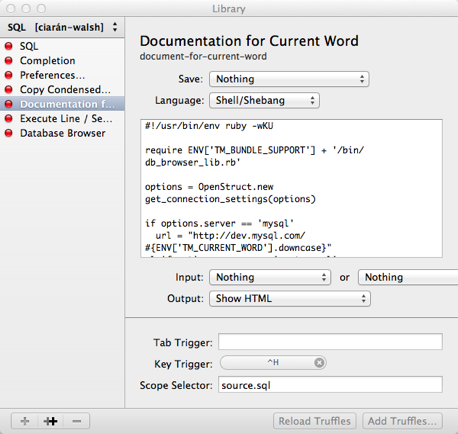 Library
SQL [ciarán-walsh]
SQL
Completion
Preferences...
Copy Condensed...
Documentation f...
Execute Line / Se...
Database Browser
Documentation for Current Word
document-for-current-word
Save: Nothing
Language: Shell/Shebang
#!/usr/bin/env ruby -wKU
require ENV['TM_BUNDLE_SUPPORT'] + '/bin/
db_browser_lib.rb'
options = OpenStruct.new
get_connection_settings(options)
if options.server == 'mysql'
url = "http://dev.mysql.com/
#{ENV['TM_CURRENT_WORD'].downcase}"
Input: Nothing or Nothing
Output: Show HTML
Tab Trigger:
Key Trigger: ^H
Scope Selector: source.sql
Reload Truffles Add Truffles...